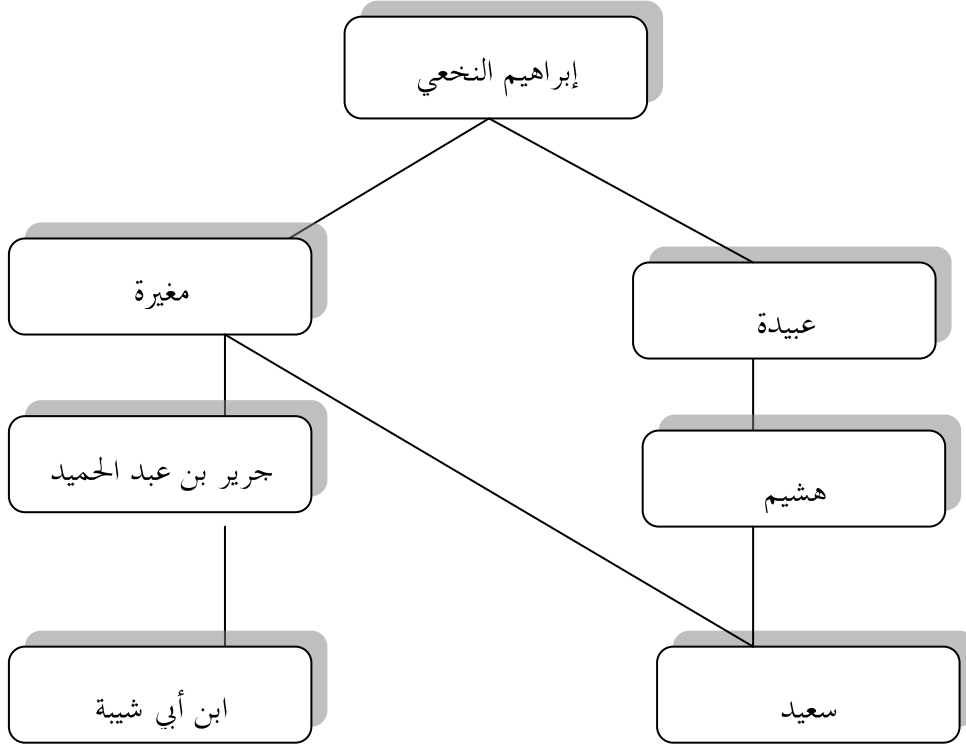 إبراهيم النخعي
مغيرة
عبيدة
جرير بن عبد الحميد
هشيم
ابن أبي شيبة
سعيد